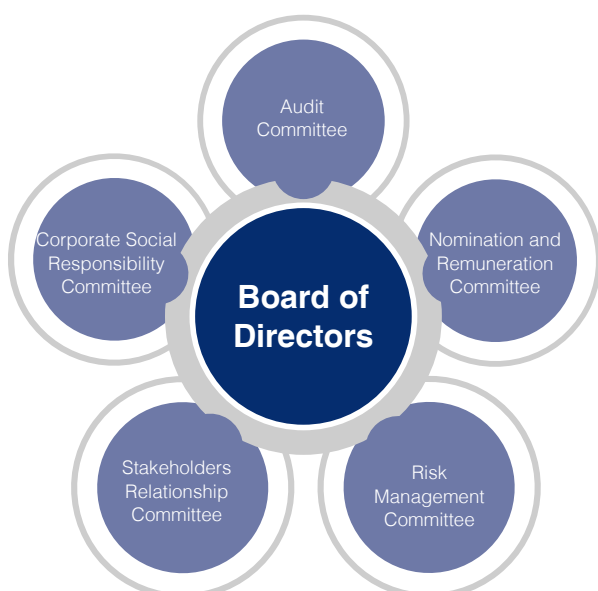 Audit
Committee
Corporate Social
Responsibility
Committee
Nomination and
Remuneration
Committee
Board of
Directors
Stakeholders
Relationship
Committee
Risk
Management
Committee